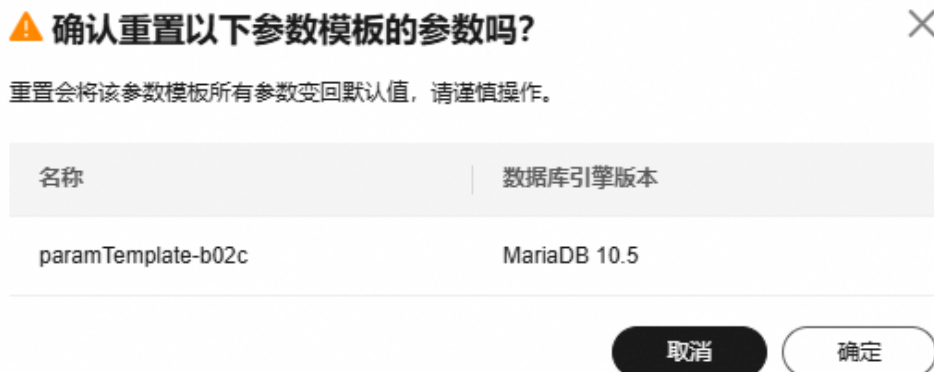 确认重置以下参数模板的参数吗？
重置会将该参数模板所有参数变回默认值，请谨慎操作。
名称 数据库引擎版本
paramTemplate-b02c MariaDB 10.5
取消 确定